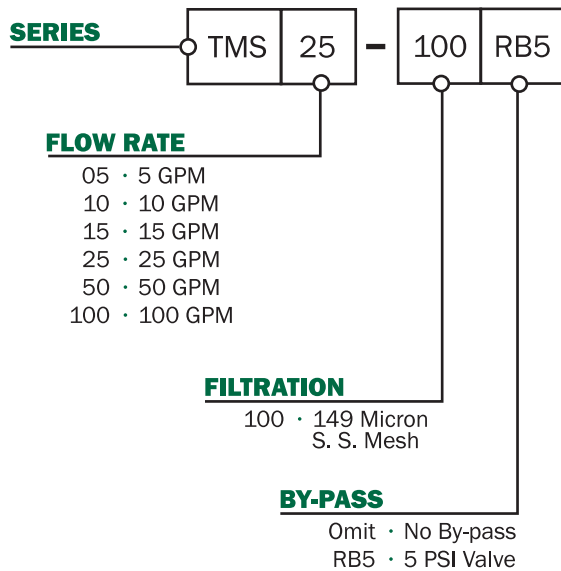 SERIES
TMS 25 - 100 RB5
FLOW RATE
05 · 5 GPM
10 · 10 GPM
15 · 15 GPM
25 · 25 GPM
50 · 50 GPM
100 · 100 GPM
FILTRATION
100 · 149 Micron
S. S. Mesh
BY-PASS
Omit · No By-pass
RB5 · 5 PSI Valve